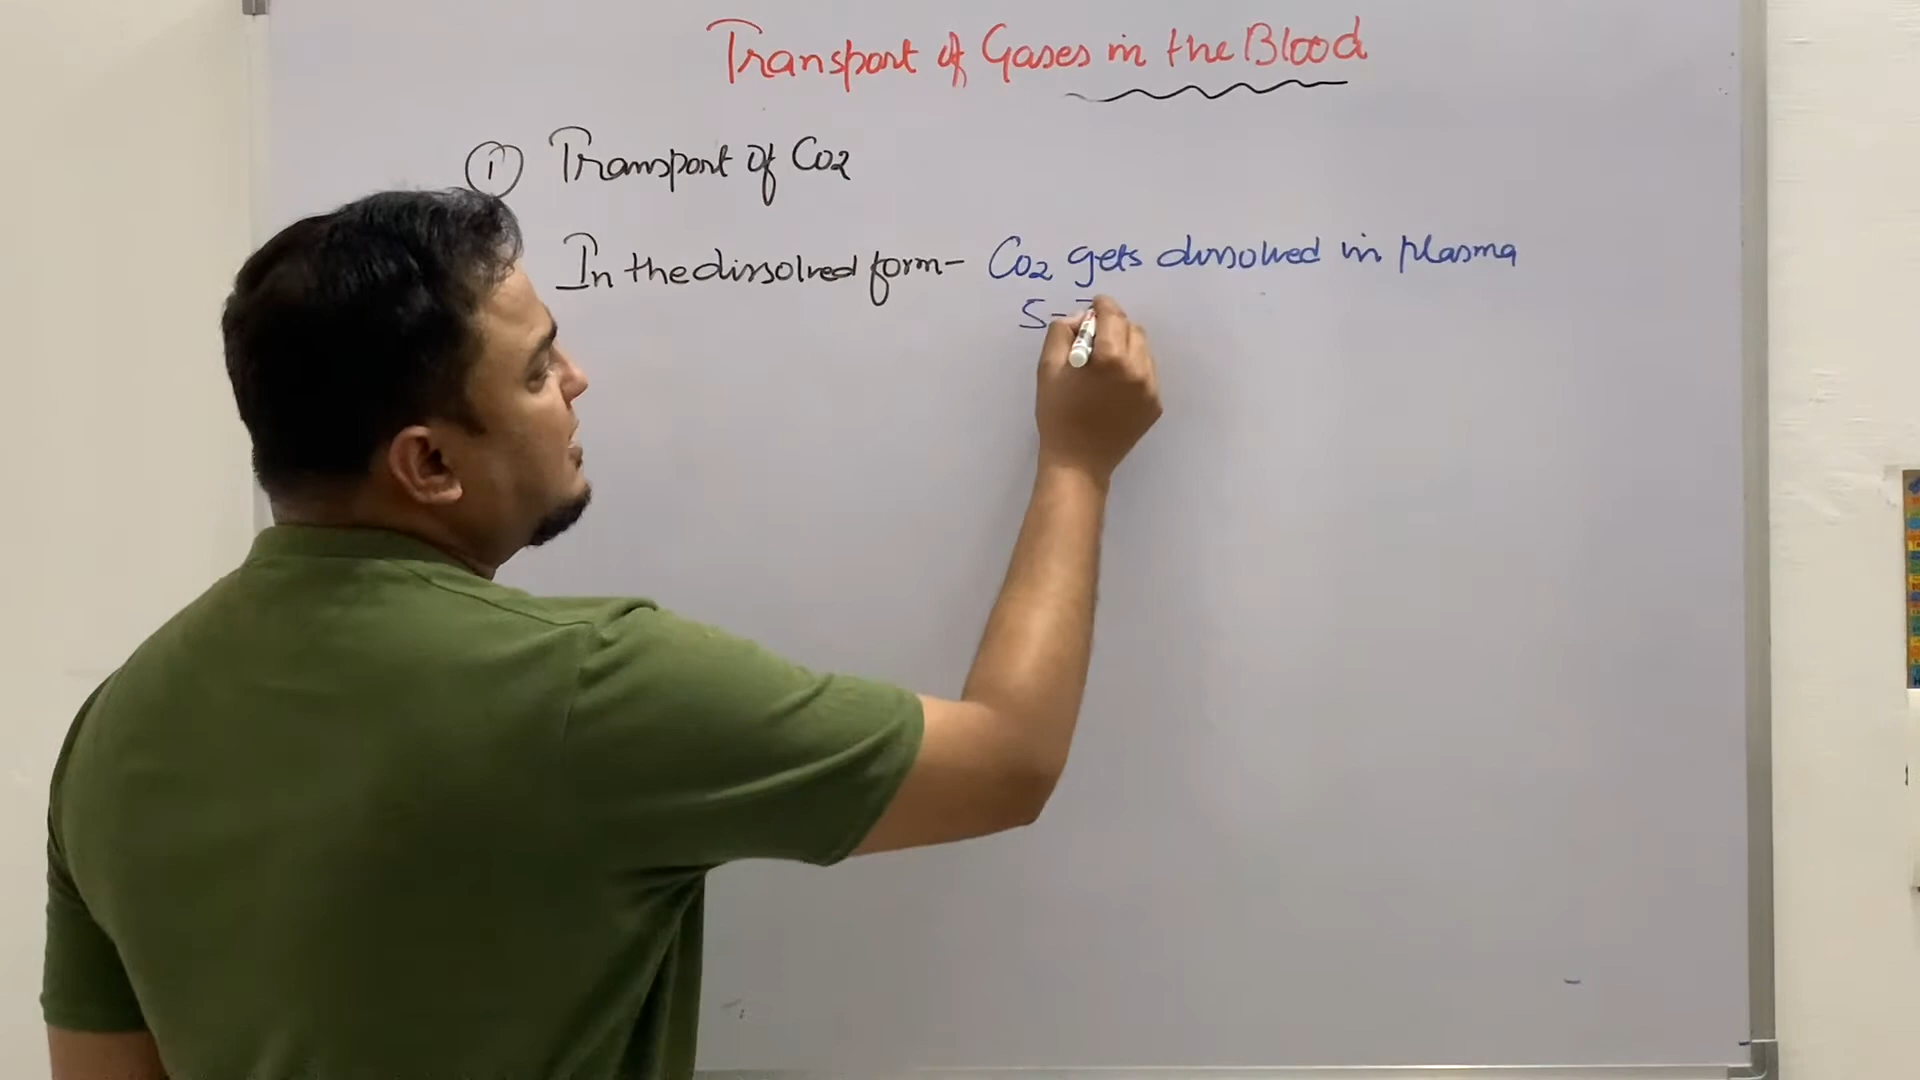 Transport of Gases in the Blood
① Transport of Co2
In the dissolved form- Co2 gets dissolved in plasma
5-